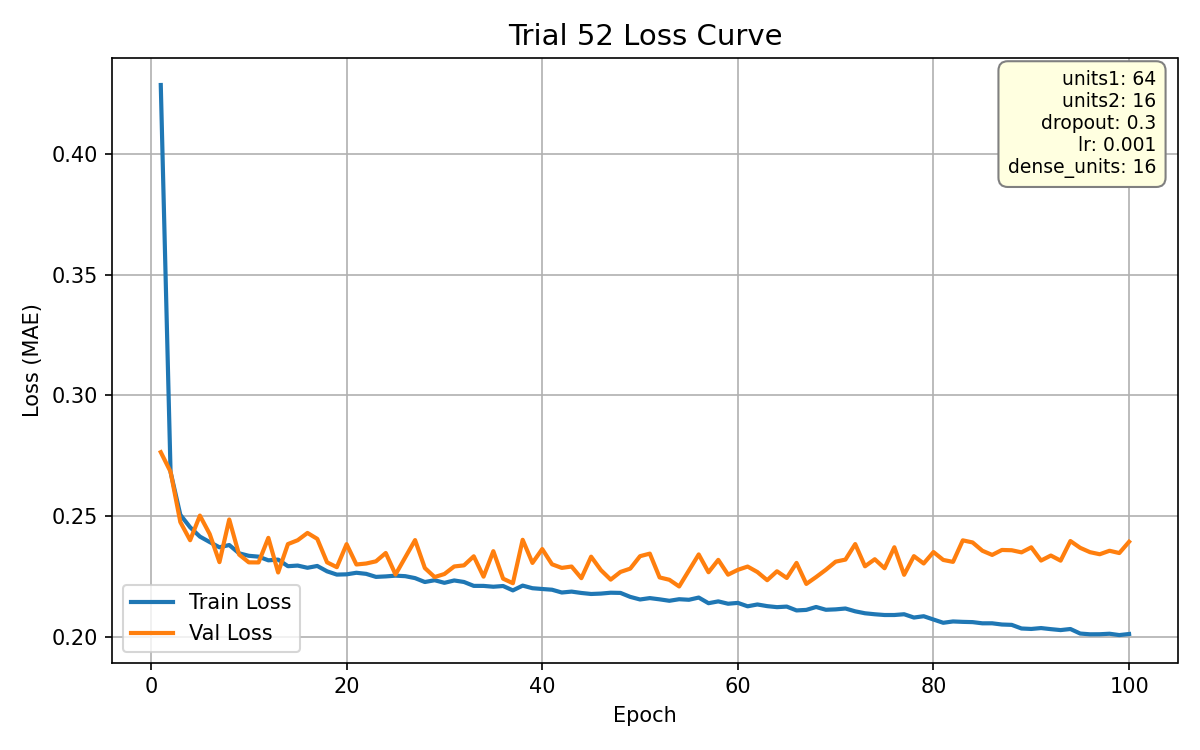 Trial 52 Loss Curve
units1: 64
units2: 16
dropout: 0.3
lr: 0.001
dense_units: 16
Loss (MAE)
0.40
0.35
0.30
0.25
0.20
Train Loss
Val Loss
0 20 40 60 80 100
Epoch